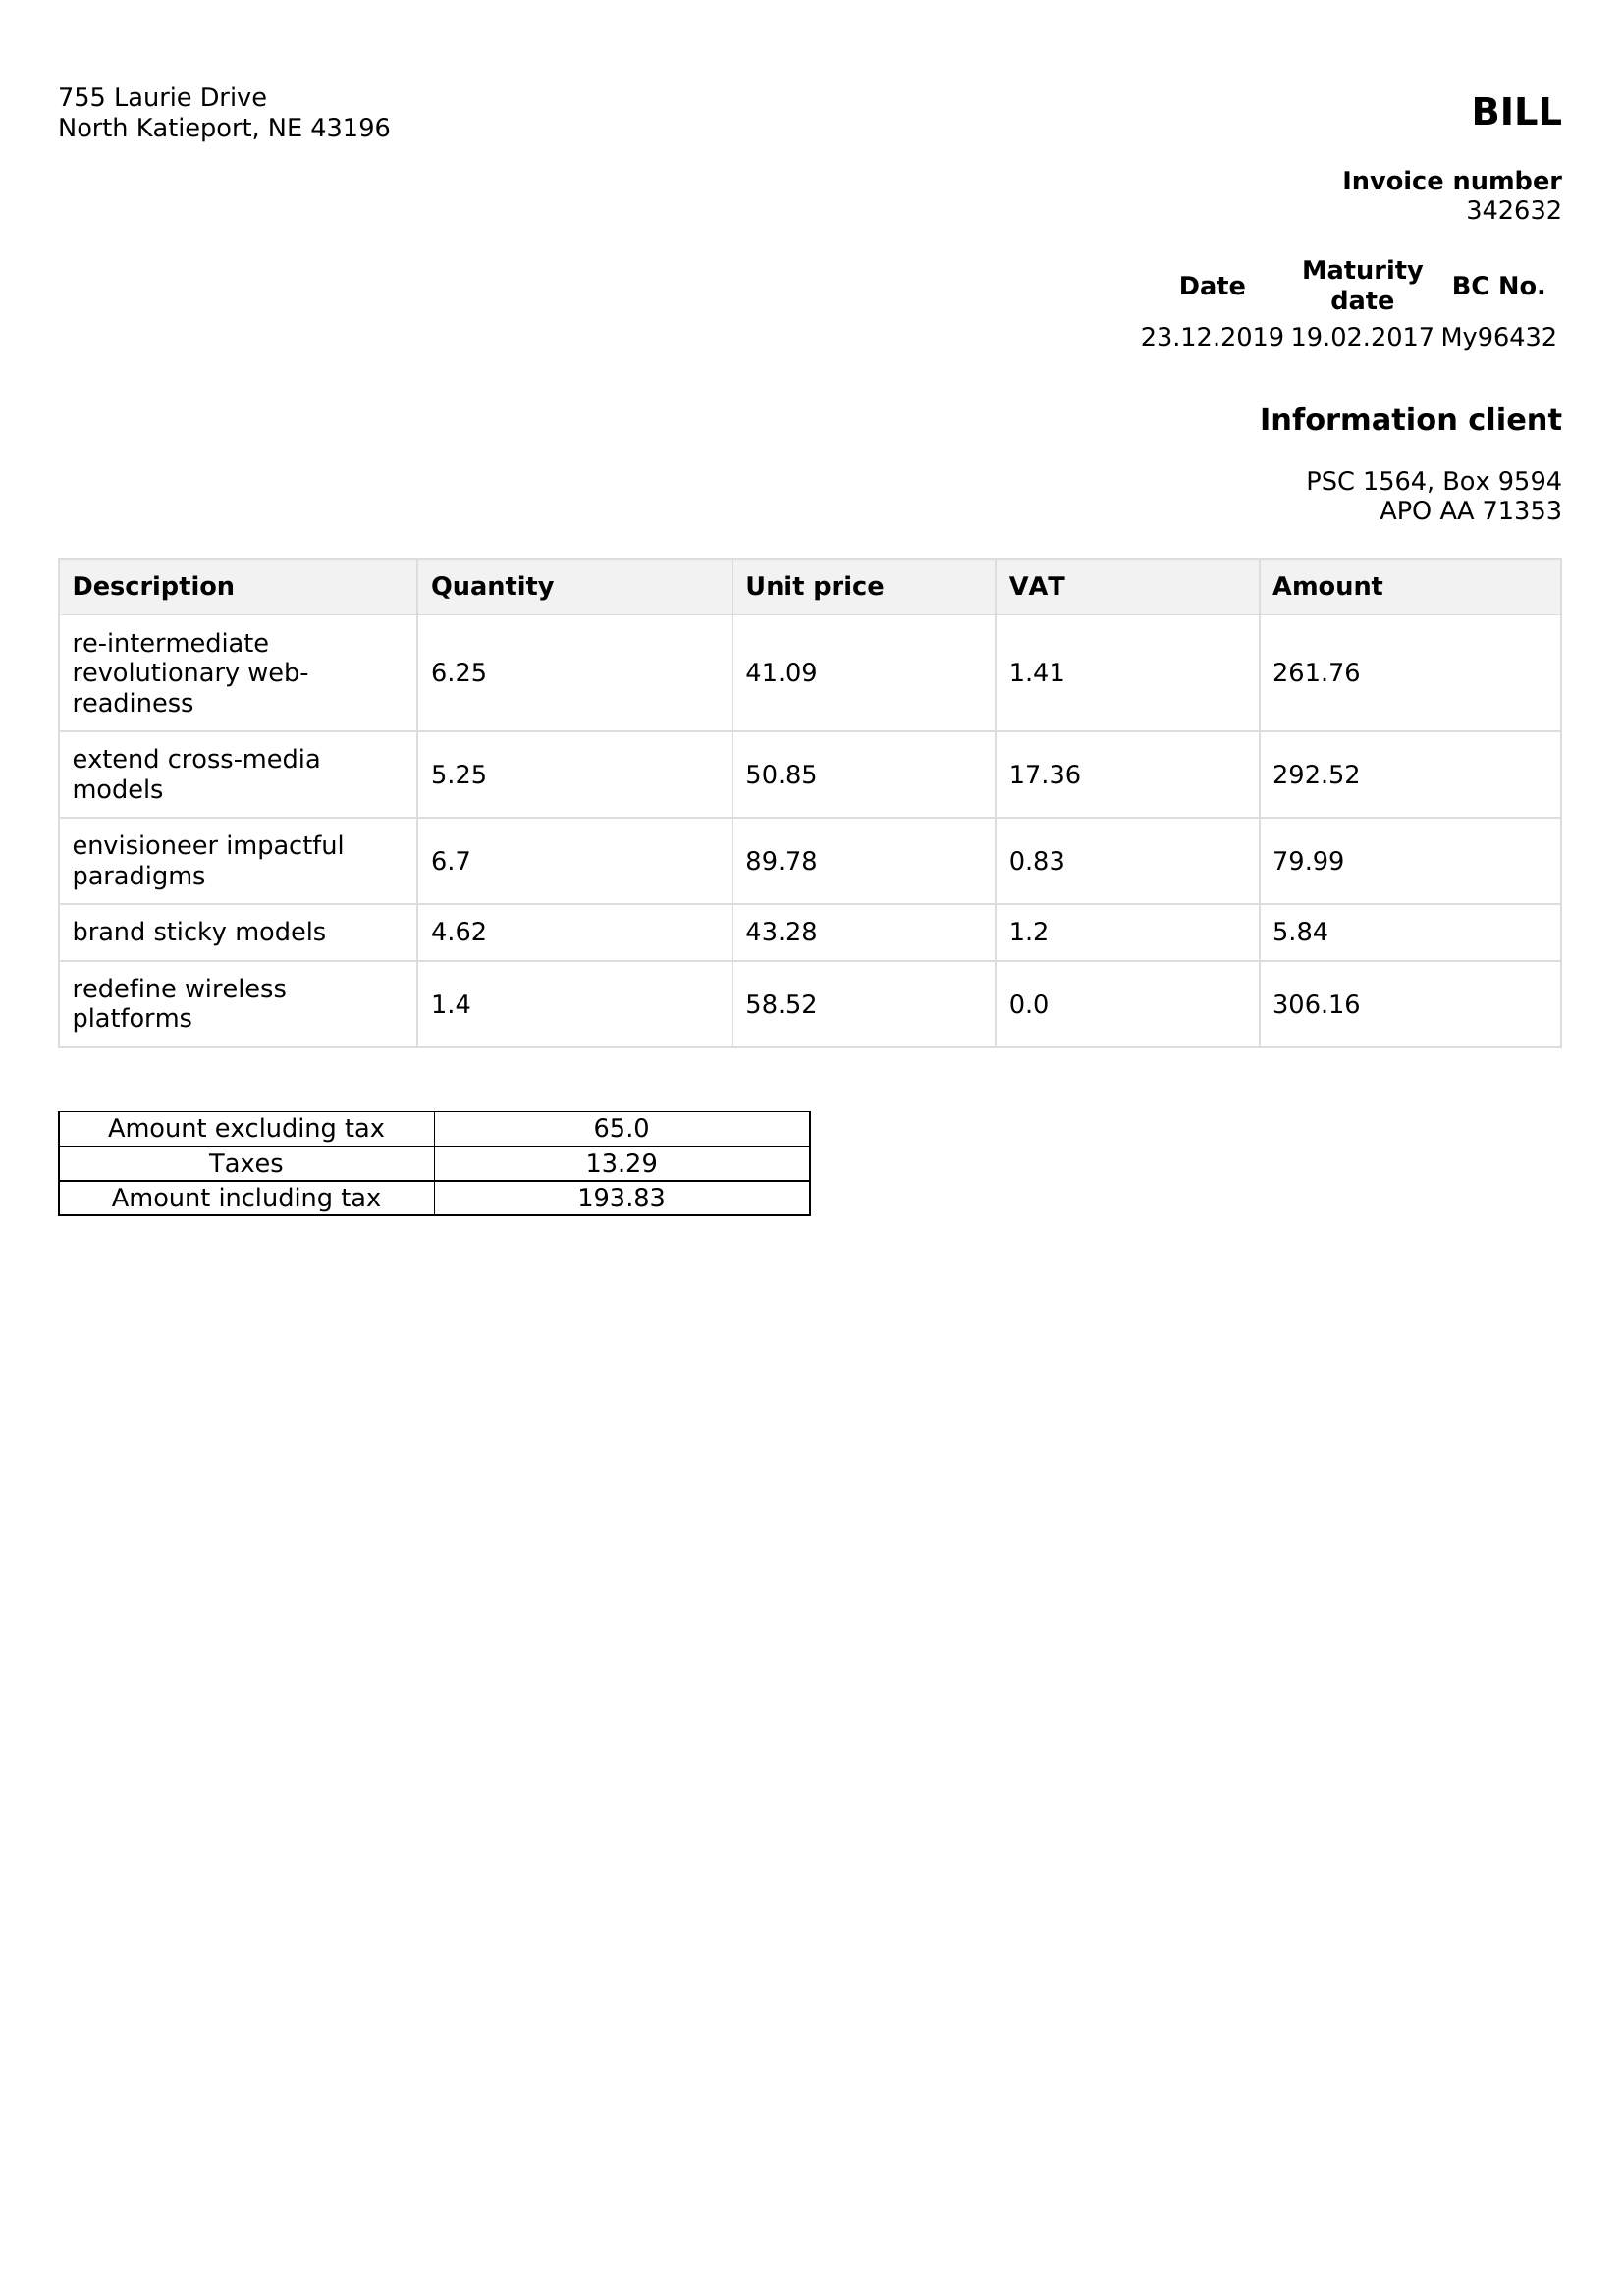 755 Laurie Drive
North Katieport, NE 43196
BILL
Invoice number
342632
Date Maturity date BC No.
23.12.2019 19.02.2017 My96432
Information client
PSC 1564, Box 9594
APO AA 71353
Description Quantity Unit price VAT Amount
re-intermediate
revolutionary web-
readiness 6.25 41.09 1.41 261.76
extend cross-media
models 5.25 50.85 17.36 292.52
envisioneer impactful
paradigms 6.7 89.78 0.83 79.99
brand sticky models 4.62 43.28 1.2 5.84
redefine wireless
platforms 1.4 58.52 0.0 306.16
Amount excluding tax 65.0
Taxes 13.29
Amount including tax 193.83